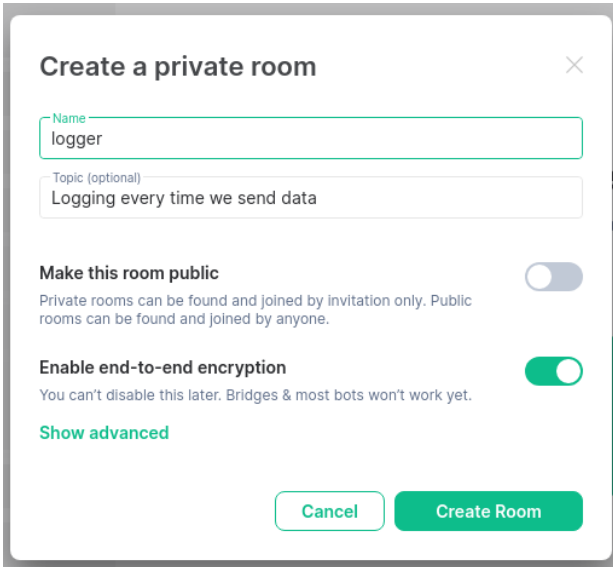 Create a private room
Name
logger
Topic (optional)
Logging every time we send data
Make this room public
Private rooms can be found and joined by invitation only. Public
rooms can be found and joined by anyone.
Enable end-to-end encryption
You can’t disable this later. Bridges & most bots won’t work yet.
Show advanced
Cancel
Create Room